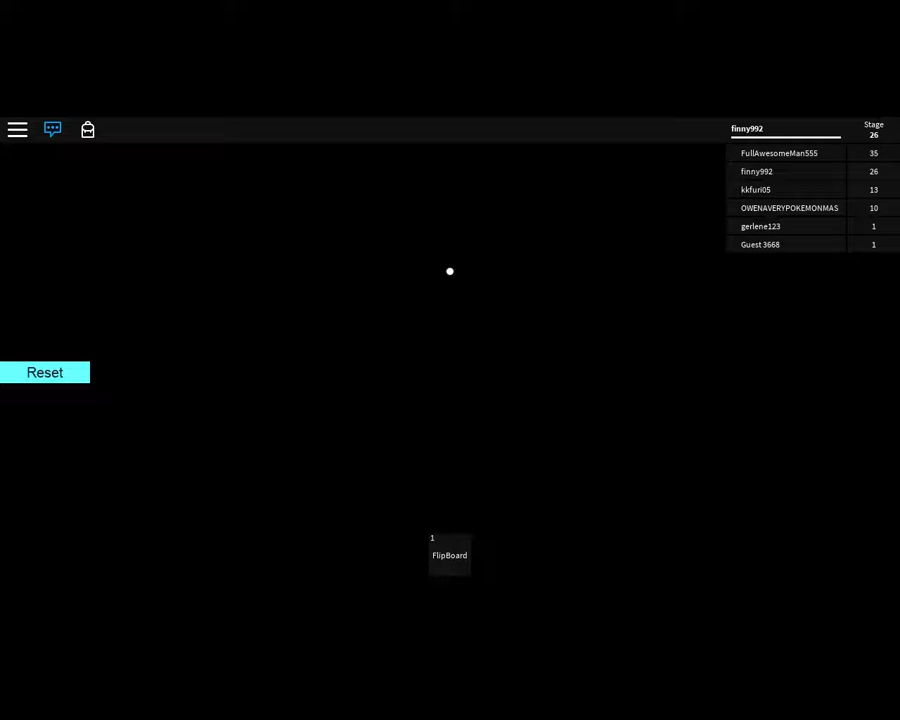 finny992
Stage
26
FullAwesomeMan555 35
finny992 26
kkfuri05 13
OWENAVERYPOKEMONMAS 10
gerlene123 1
Guest 3668 1
Reset
1
FlipBoard